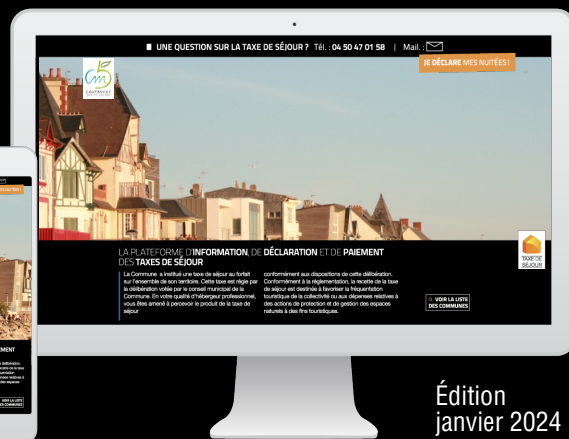 UNE QUESTION SUR LA TAXE DE SÉJOUR ? Tél. : 04 50 47 01 58 | Mail. :
JE DÉCLARE MES NUITÉES !
LA PLATEFORME D'INFORMATION, DE DÉCLARATION ET DE PAIEMENT
DES TAXES DE SÉJOUR
La Commune a institué une taxe de séjour au forfait
sur l'ensemble de son territoire. Cette taxe est régie par
la délibération votée par le conseil municipal de la
Commune. En votre qualité d'hébergeur professionnel,
vous êtes amené à percevoir le produit de la taxe de
séjour
conformément aux dispositions de cette délibération.
Conformément à la réglementation, la recette de la taxe
de séjour est destinée à favoriser la fréquentation
touristique de la collectivité ou aux dépenses relatives à
des actions de protection et de gestion des espaces
naturels à des fins touristiques.
TAXE DE
SÉJOUR
VOIR LA LISTE
DES COMMUNES
VOIR LA LISTE
DES COMMUNES
Édition
janvier 2024